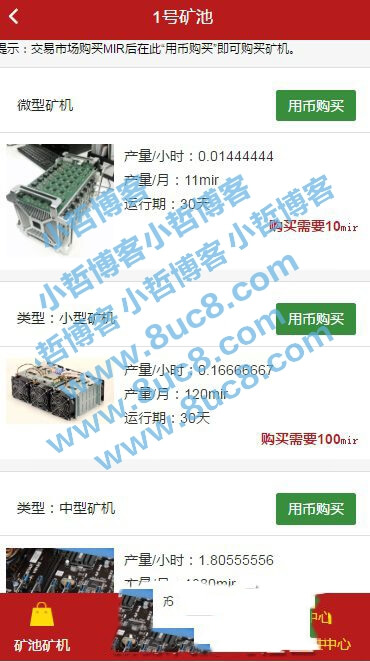 1号矿池
提示：交易市场购买MIR后在此“用币购买”即可购买矿机。
微型矿机
用币购买
产量/小时：0.01444444
产量/月：11mir
运行期：30天
购买需要10mir
小哲博客 小哲博客
小哲博客 小哲博客
www.8uc8.com
www.8uc8.com
类型：小型矿机
用币购买
产量/小时：0.16666667
产量/月：120mir
运行期：30天
购买需要100mir
类型：中型矿机
用币购买
产量/小时：1.80555556
矿池矿机
中心